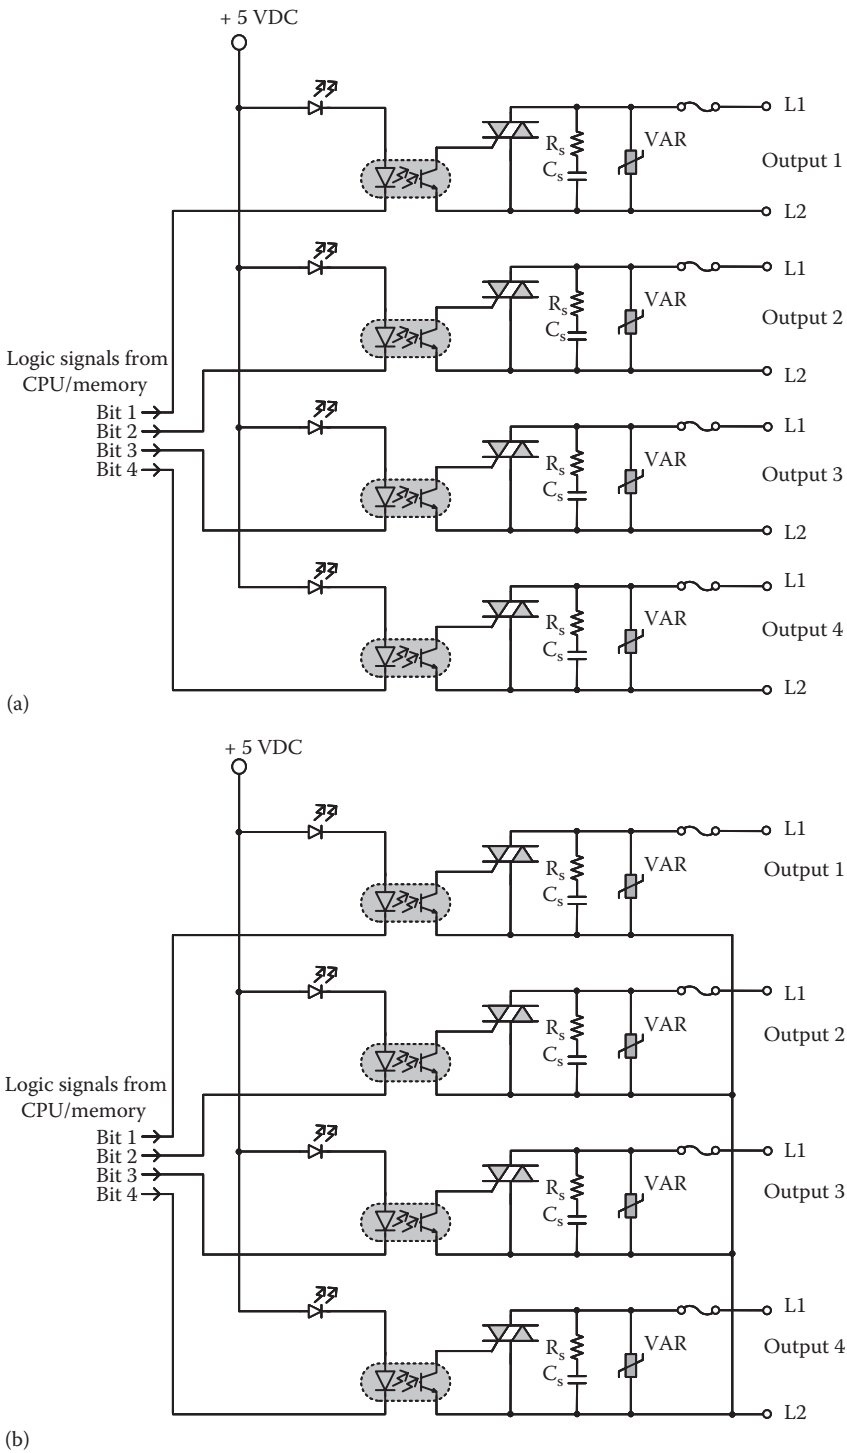 + 5 VDC
L1
VAR
Rs
Cs
Output 1
L2
L1
VAR
Rs
Cs
Output 2
L2
Logic signals from
CPU/memory
Bit 1
Bit 2
Bit 3
Bit 4
L1
VAR
Rs
Cs
Output 3
L2
L1
VAR
Rs
Cs
Output 4
L2
(a)
+ 5 VDC
L1
VAR
Rs
Cs
Output 1
L1
VAR
Rs
Cs
Output 2
Logic signals from
CPU/memory
Bit 1
Bit 2
Bit 3
Bit 4
L1
VAR
Rs
Cs
Output 3
L1
VAR
Rs
Cs
Output 4
L2
(b)